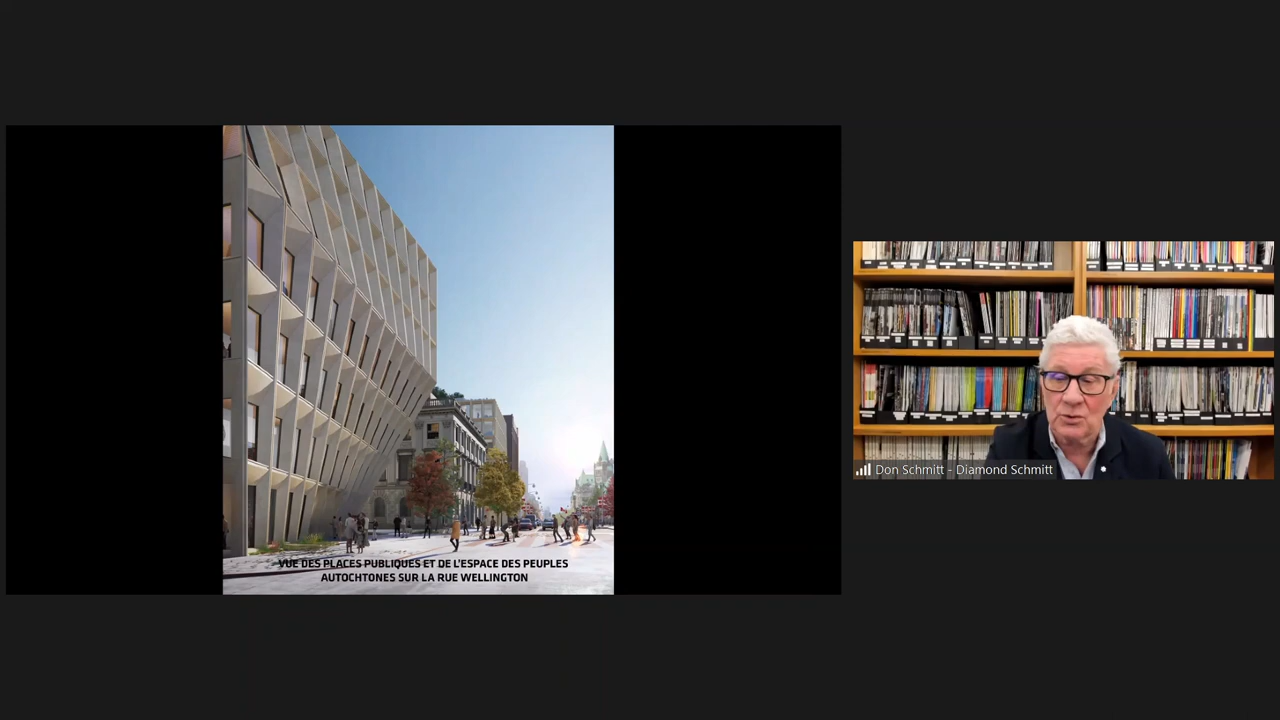 VUE DES PLACES PUBLIQUES ET DE L'ESPACE DES PEUPLES
AUTOCHTONES SUR LA RUE WELLINGTON
Don Schmitt - Diamond Schmitt